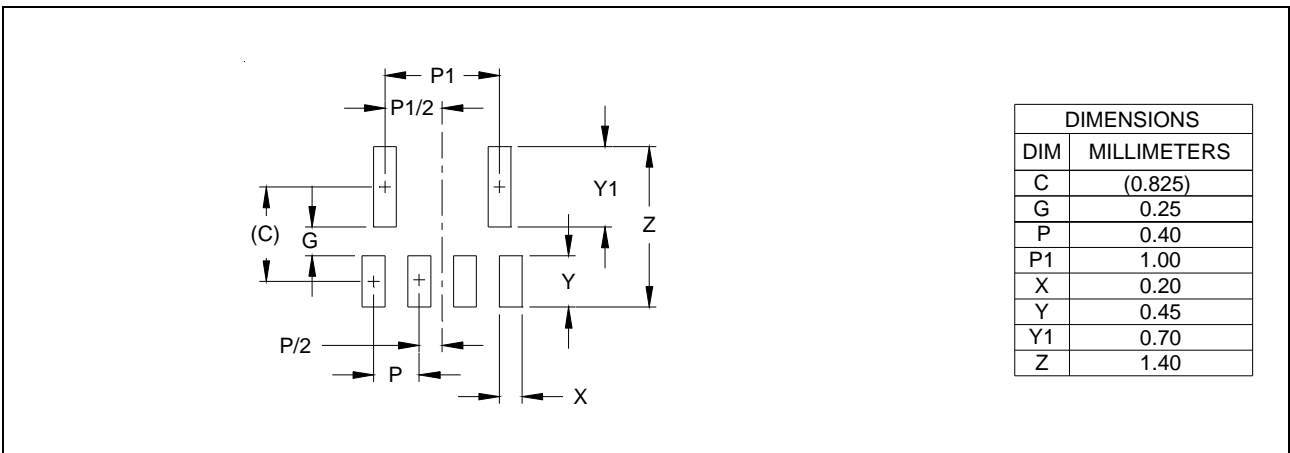 P1
P1/2
Y1
Z
(C)
G
Y
P/2
P
X
DIMENSIONS
DIM MILLIMETERS
C (0.825)
G 0.25
P 0.40
P1 1.00
X 0.20
Y 0.45
Y1 0.70
Z 1.40